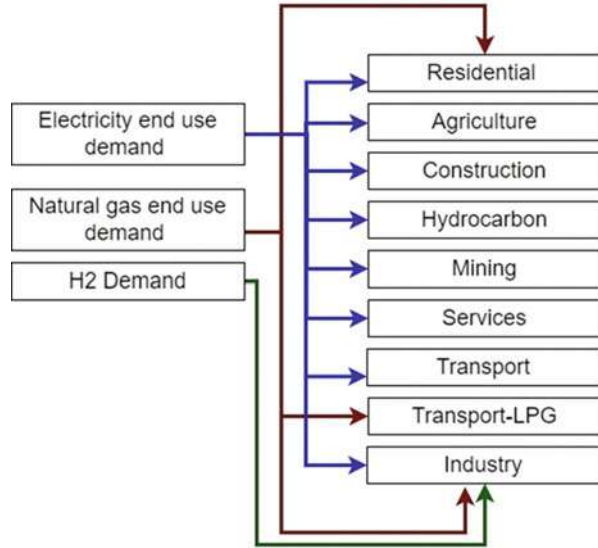 Electricity end use
demand
Natural gas end use
demand
H2 Demand
Residential
Agriculture
Construction
Hydrocarbon
Mining
Services
Transport
Transport-LPG
Industry